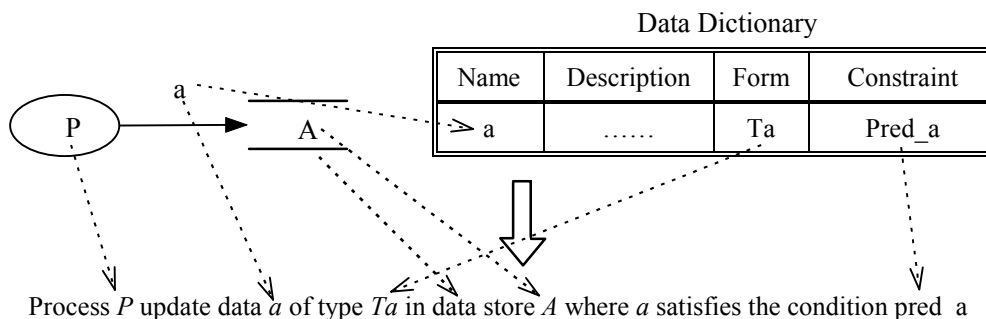 Data Dictionary
Name Description Form Constraint
a …… Ta Pred_a
a
P
A
Process P update data a of type Ta in data store A where a satisfies the condition pred_a